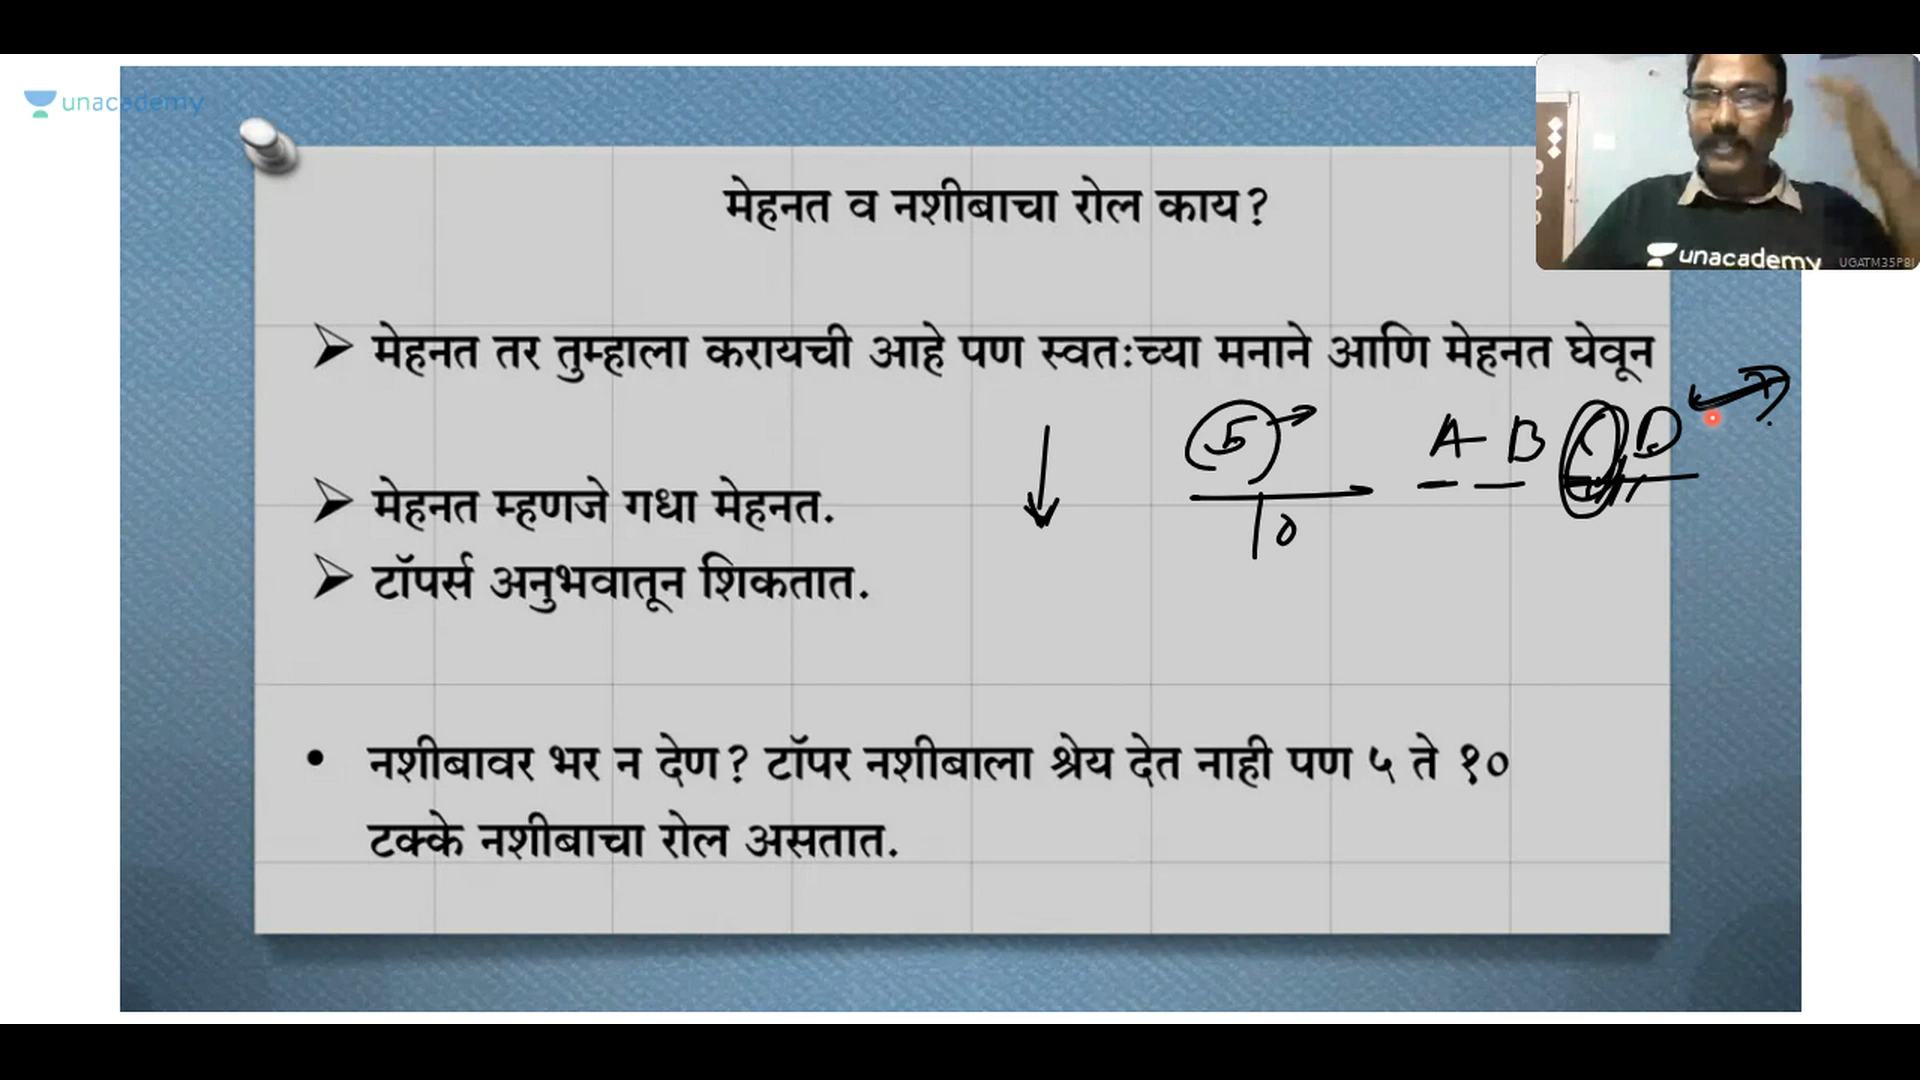 unacademy
मेहनत व नशीबाचा रोल काय?
unacademy
UGATM35P8I
➢ मेहनत तर तुम्हाला करायची आहे पण स्वतःच्या मनाने आणि मेहनत घेवून
5
A - B C D ?
10
➢ मेहनत म्हणजे गधा मेहनत.
➢ टॉपर्स अनुभवातून शिकतात.
• नशीबावर भर न देण? टॉपर नशीबाला श्रेय देत नाही पण ५ ते १०
टक्के नशीबाचा रोल असतात.